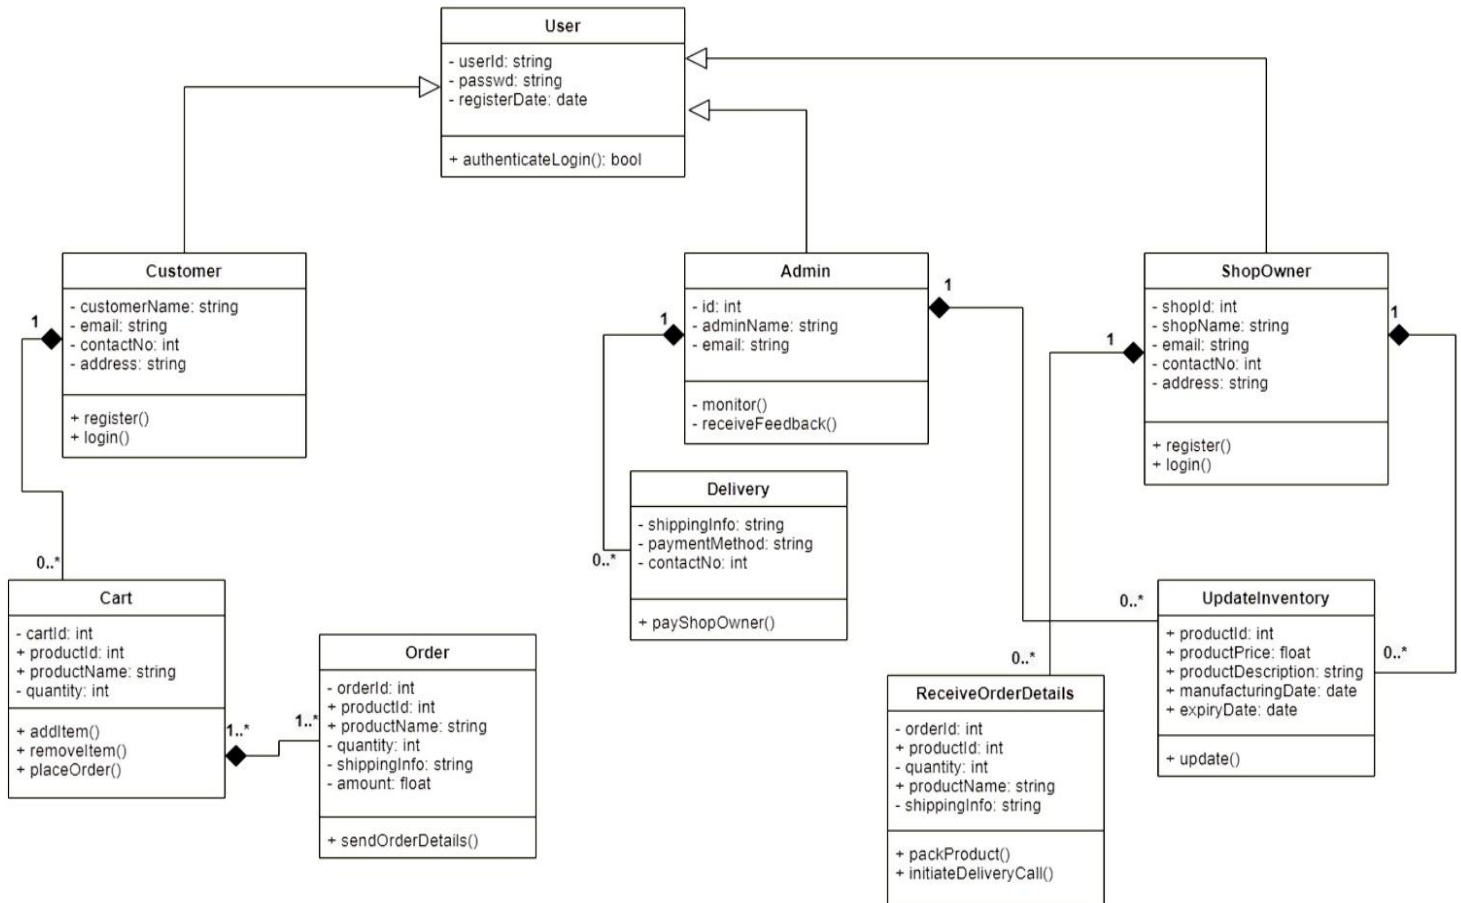 User
- userId: string
- passwd: string
- registerDate: date
+ authenticateLogin(): bool
Customer
- customerName: string
- email: string
- contactNo: int
- address: string
+ register()
+ login()
1
0..*
Admin
- id: int
- adminName: string
- email: string
- monitor()
- receiveFeedback()
1
1
ShopOwner
- shopId: int
- shopName: string
- email: string
- contactNo: int
- address: string
+ register()
+ login()
1
1
Delivery
- shippingInfo: string
- paymentMethod: string
- contactNo: int
+ payShopOwner()
0..*
Cart
- cartId: int
+ productId: int
+ productName: string
- quantity: int
+ addItem()
+ removeItem()
+ placeOrder()
1..*
1..*
Order
- orderId: int
+ productId: int
+ productName: string
- quantity: int
- shippingInfo: string
- amount: float
+ sendOrderDetails()
0..*
ReceiveOrderDetails
- orderId: int
+ productId: int
- quantity: int
+ productName: string
- shippingInfo: string
+ packProduct()
+ initiateDeliveryCall()
0..*
UpdateInventory
+ productId: int
+ productPrice: float
+ productDescription: string
+ manufacturingDate: date
+ expiryDate: date
+ update()
0..*